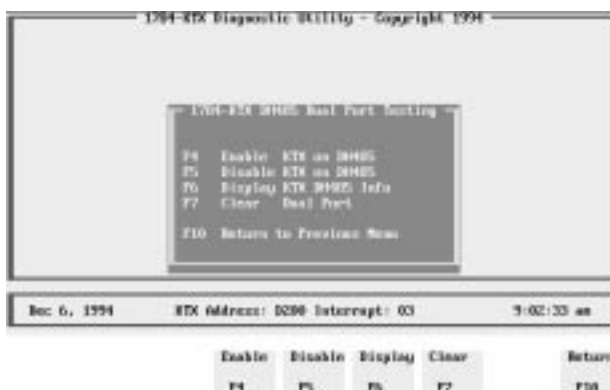 1784-KTX Diagnostic Utility - Copyright 1994
1784-KTX DH485 Dual Port Testing
F4 Enable KTX on DH485
F5 Disable KTX on DH485
F6 Display KTX DH485 Info
F7 Clear Dual Port
F10 Return to Previous Menu
Dec 6, 1994 KTX Address: D200 Interrupt: 03 9:02:33 am
Enable Disable Display Clear Return
F4 F5 F6 F7 F10